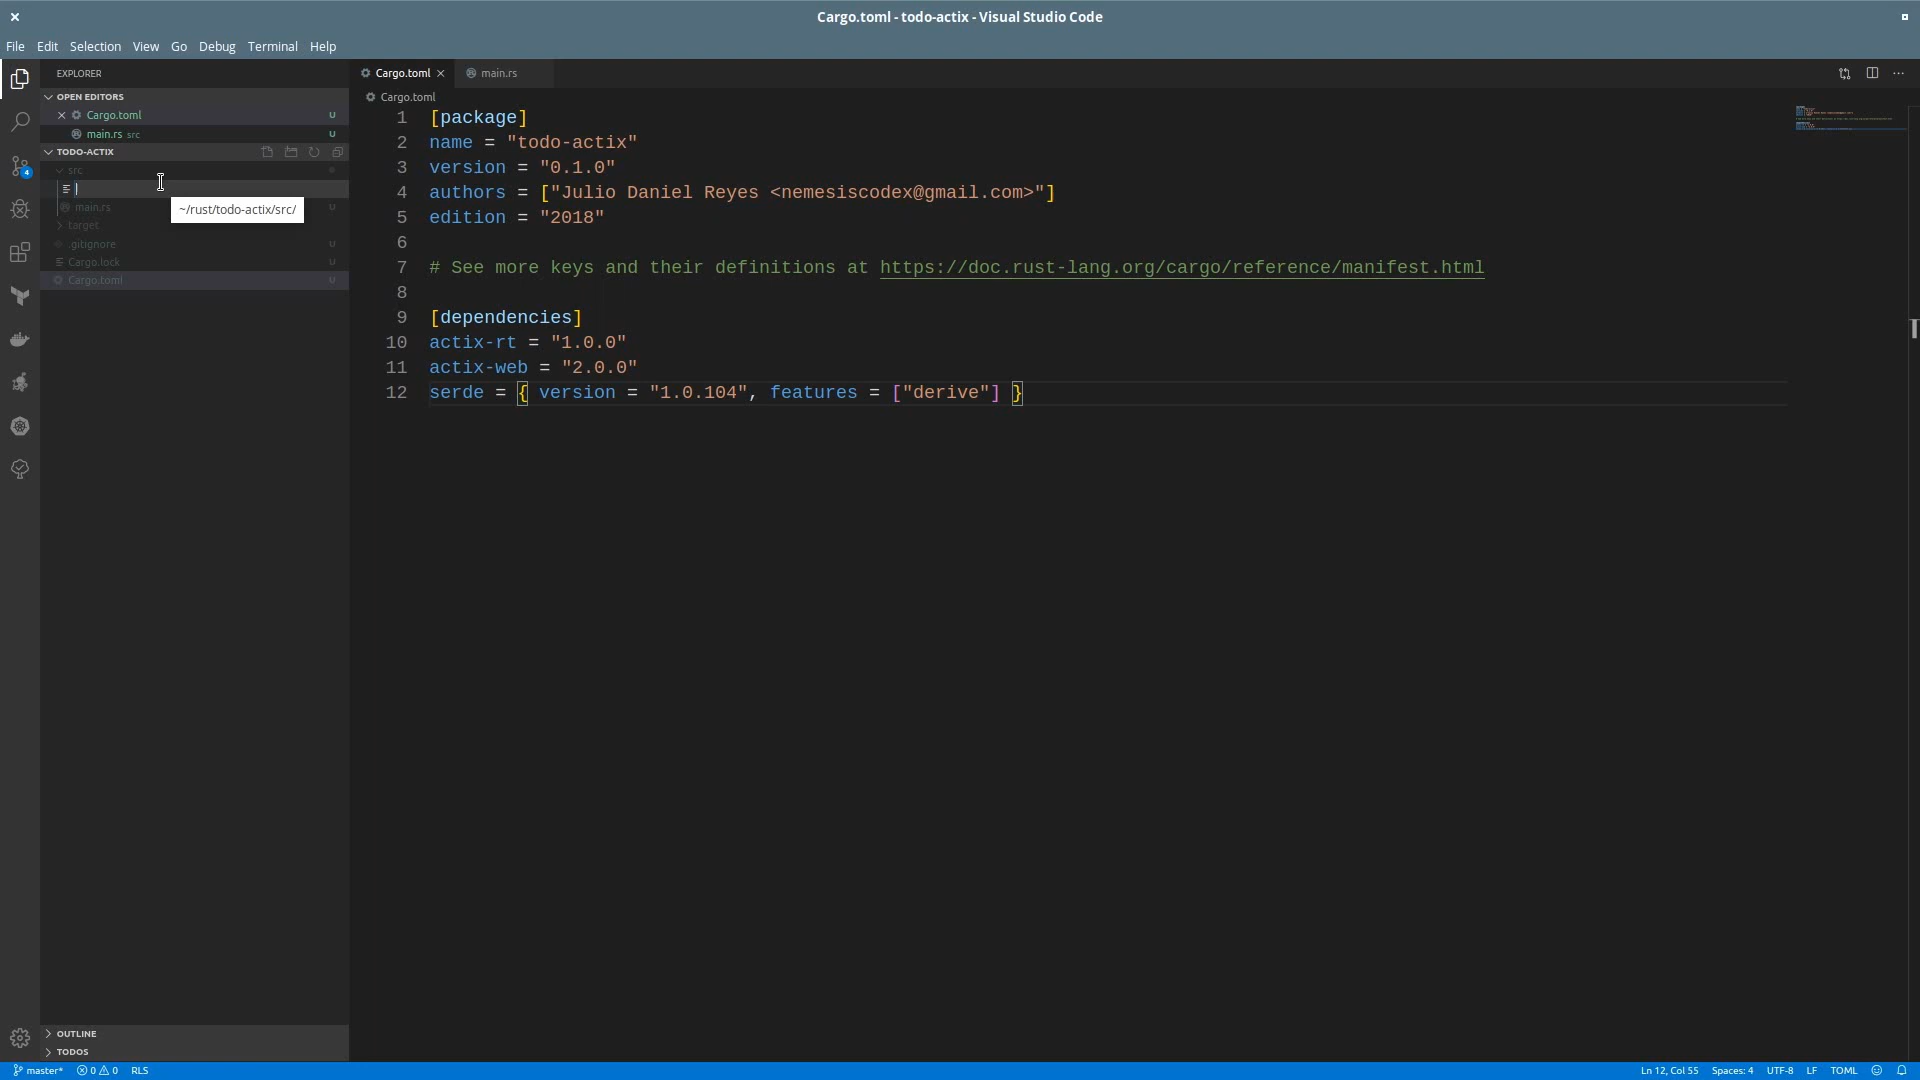 Cargo.toml - todo-actix - Visual Studio Code
File Edit Selection View Go Debug Terminal Help
EXPLORER
OPEN EDITORS
Cargo.toml U
main.rs src U
TODO-ACTIX
src
main.rs U
target
.gitignore U
Cargo.lock U
Cargo.toml U
~/rust/todo-actix/src/
4
OUTLINE
TODOS
Cargo.toml main.rs
Cargo.toml
1 [package]
2 name = "todo-actix"
3 version = "0.1.0"
4 authors = ["Julio Daniel Reyes <nemesiscodex@gmail.com>"]
5 edition = "2018"
6
7 # See more keys and their definitions at https://doc.rust-lang.org/cargo/reference/manifest.html
8
9 [dependencies]
10 actix-rt = "1.0.0"
11 actix-web = "2.0.0"
12 serde = { version = "1.0.104", features = ["derive"] }
master* 0 0 RLS Ln 12, Col 55 Spaces: 4 UTF-8 LF TOML